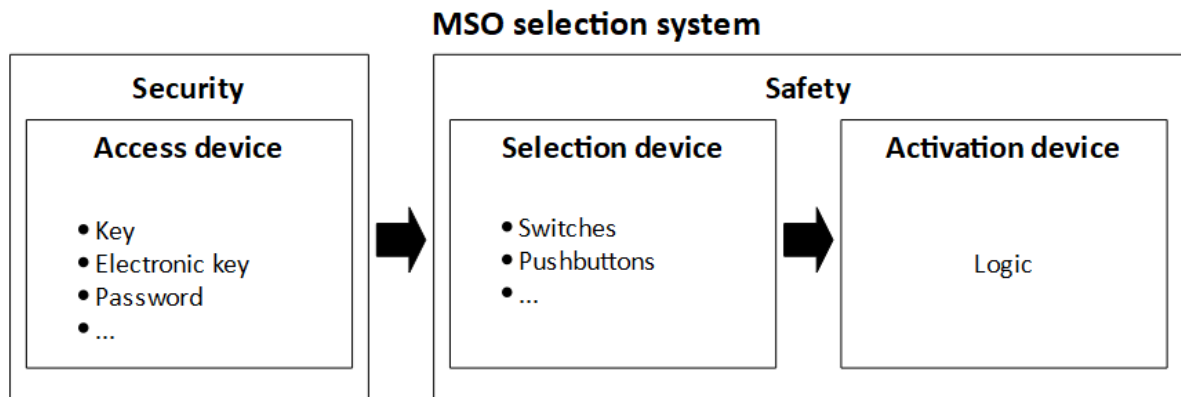 MSO selection system
Security
Access device
• Key
• Electronic key
• Password
• ...
Safety
Selection device
• Switches
• Pushbuttons
• ...
Activation device
Logic